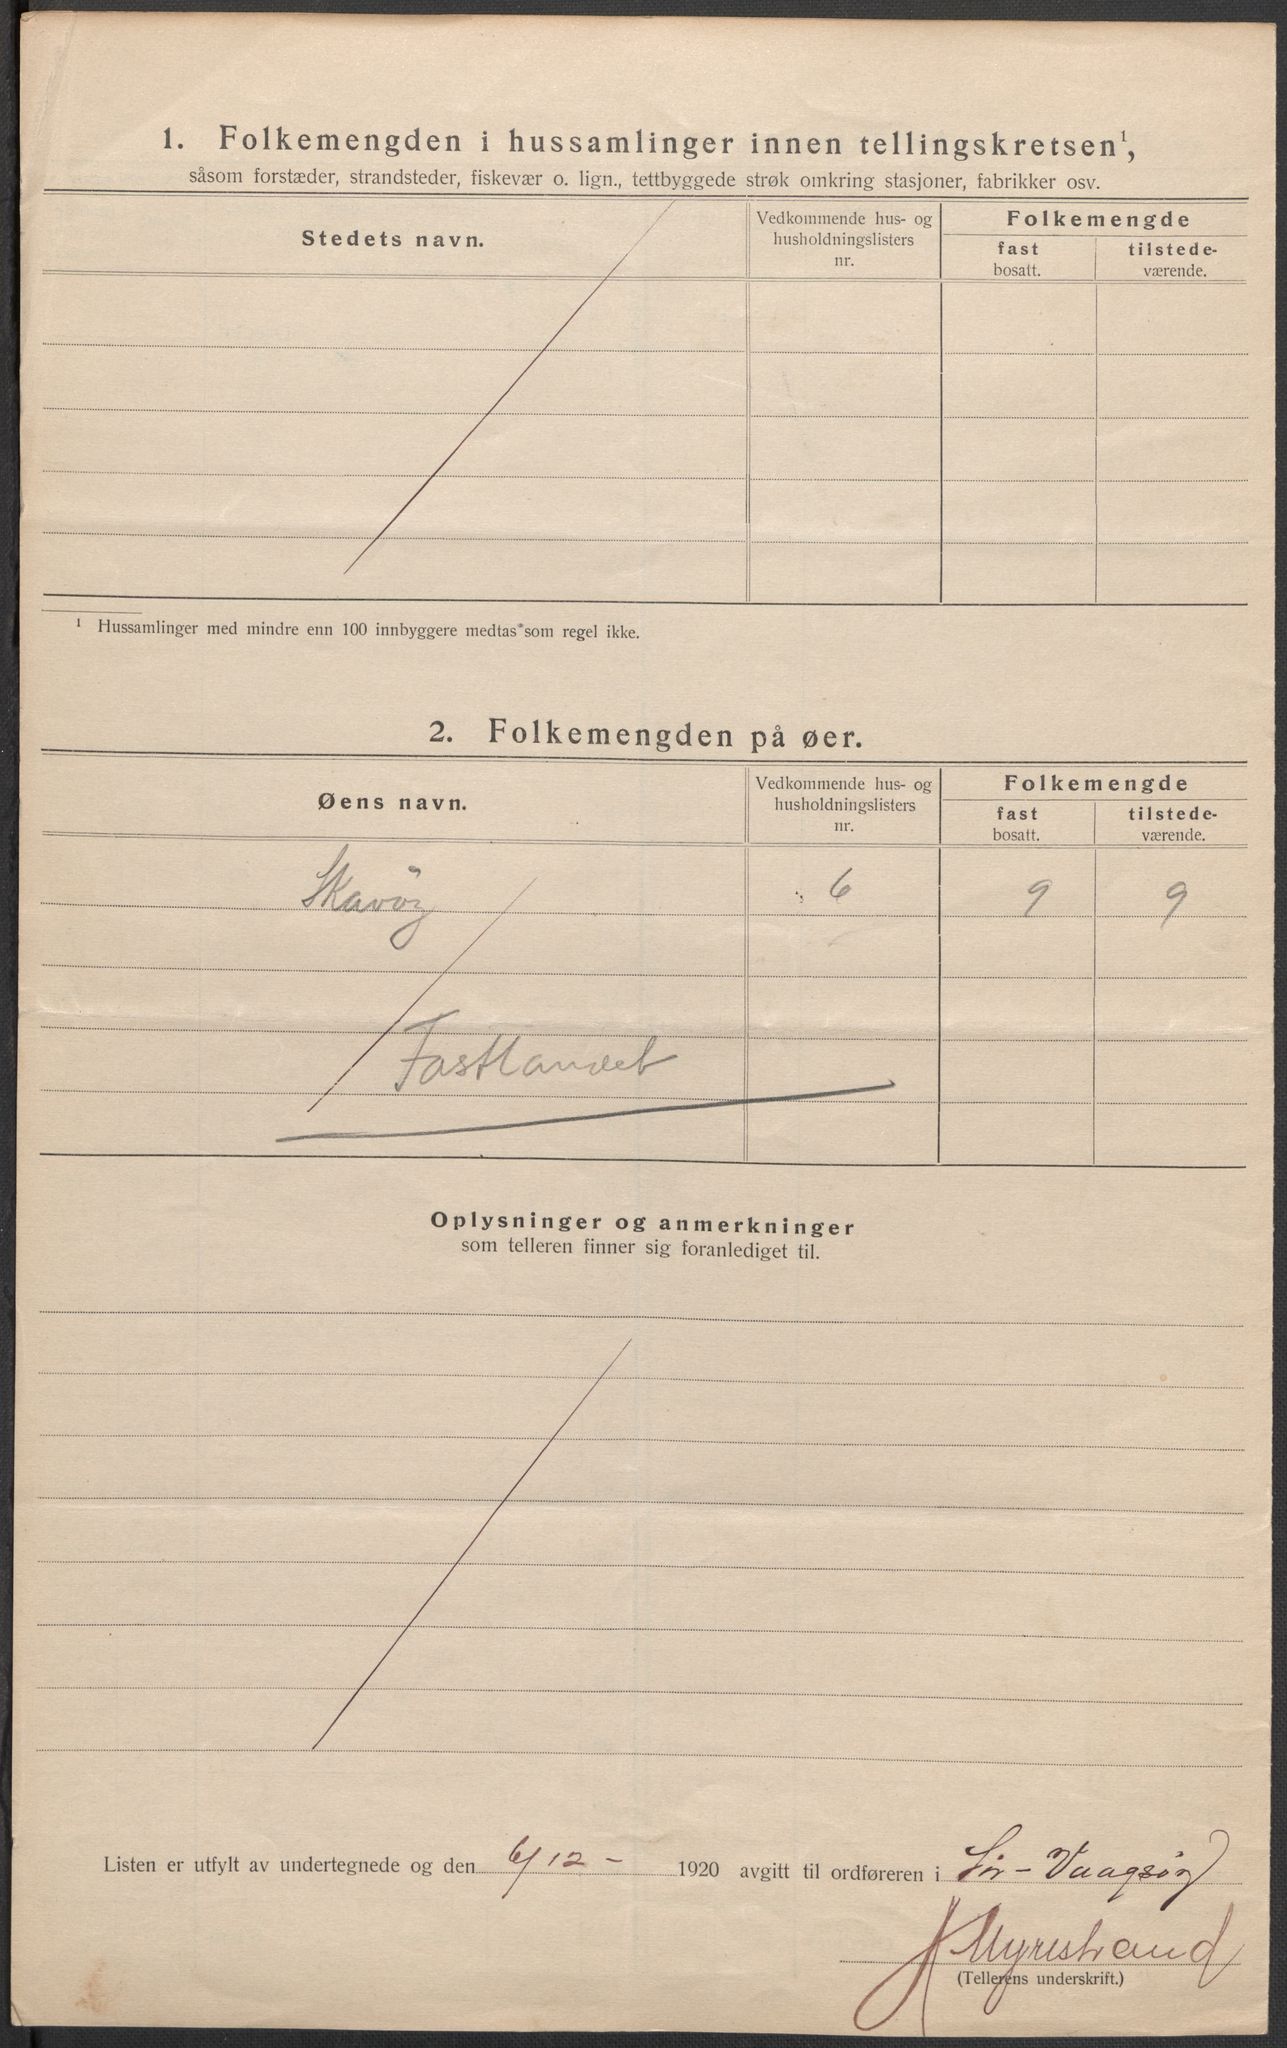 1. Folkemengden i hussamlinger innen tellingskretsen¹,
såsom forstæder, strandsteder, fiskevær o. lign., tettbyggede strøk omkring stasjoner, fabrikker osv.
Stedets navn.
Vedkommende hus- og
husholdningslisters
nr.
Folkemengde
fast
bosatt.
tilstede-
værende.
¹ Hussamlinger med mindre enn 100 innbyggere medtas som regel ikke.
2. Folkemengden på øer.
Øens navn.
Vedkommende hus- og
husholdningslisters
nr.
Folkemengde
fast
bosatt.
tilstede-
værende.
Skavøy 6 9 9
Fastlandet
Oplysninger og anmerkninger
som telleren finner sig foranlediget til.
Listen er utfylt av undertegnede og den 6/12 - 1920 avgitt til ordføreren i Sør-Vaagsøy
Myrestrand
(Tellerens underskrift.)